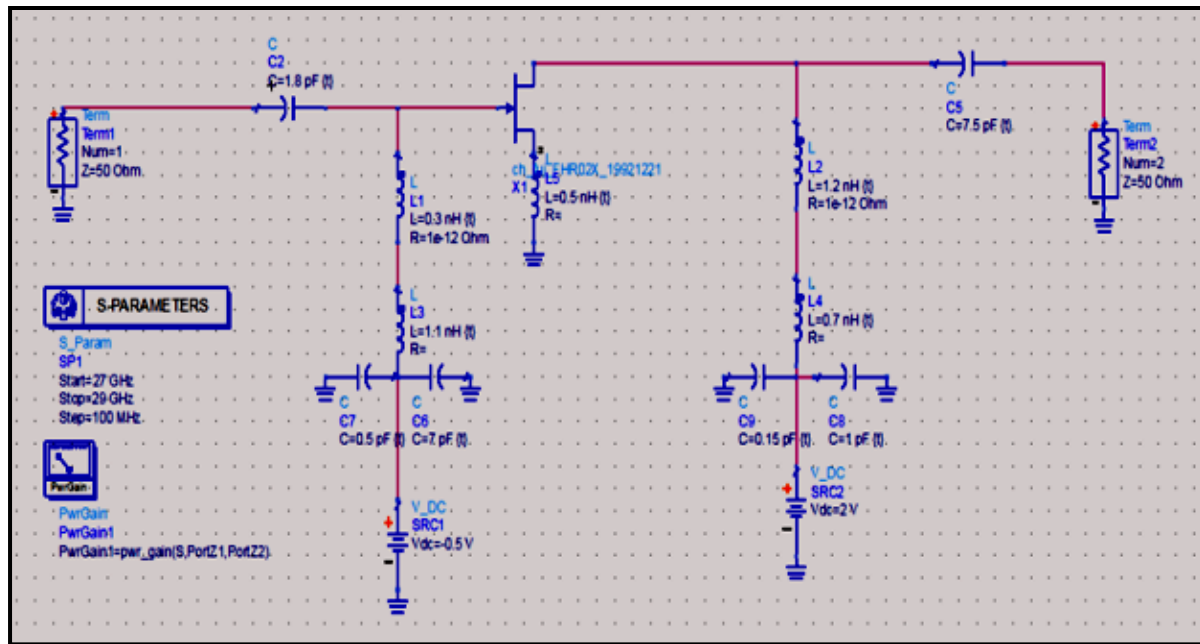 C
C2
C=1.8 pF {t}
Term
Term1
Num=1
Z=50 Ohm
L
L1
L=0.3 nH {t}
R=1e-12 Ohm
L
L3
L=1.1 nH {t}
R=
C
C7
C=0.5 pF {t}
C
C6
C=7 pF {t}
V_DC
SRC1
Vdc=-0.5 V
X1
L
L5
L=0.5 nH {t}
R=
L
L2
L=1.2 nH {t}
R=1e-12 Ohm
L
L4
L=0.7 nH {t}
R=
C
C9
C=0.15 pF {t}
C
C8
C=1 pF {t}
V_DC
SRC2
Vdc=2 V
C
C5
C=7.5 pF {t}
Term
Term2
Num=2
Z=50 Ohm
S-PARAMETERS
S_Param
SP1
Start=27 GHz
Stop=29 GHz
Step=100 MHz
PwrGain
PwrGain
PwrGain1
PwrGain1=pwr_gain(S,PortZ1,PortZ2)